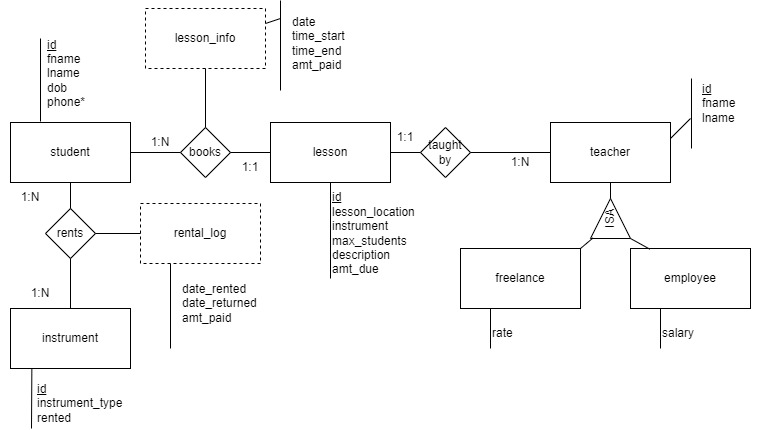 lesson_info
date
time_start
time_end
amt_paid
id
fname
lname
dob
phone*
id
fname
lname
student
1:N
books
1:1
lesson
1:1
taught
by
1:N
teacher
1:N
id
lesson_location
instrument
max_students
description
amt_due
ISA
rents
rental_log
freelance
employee
1:N
date_rented
date_returned
amt_paid
instrument
rate
salary
id
instrument_type
rented